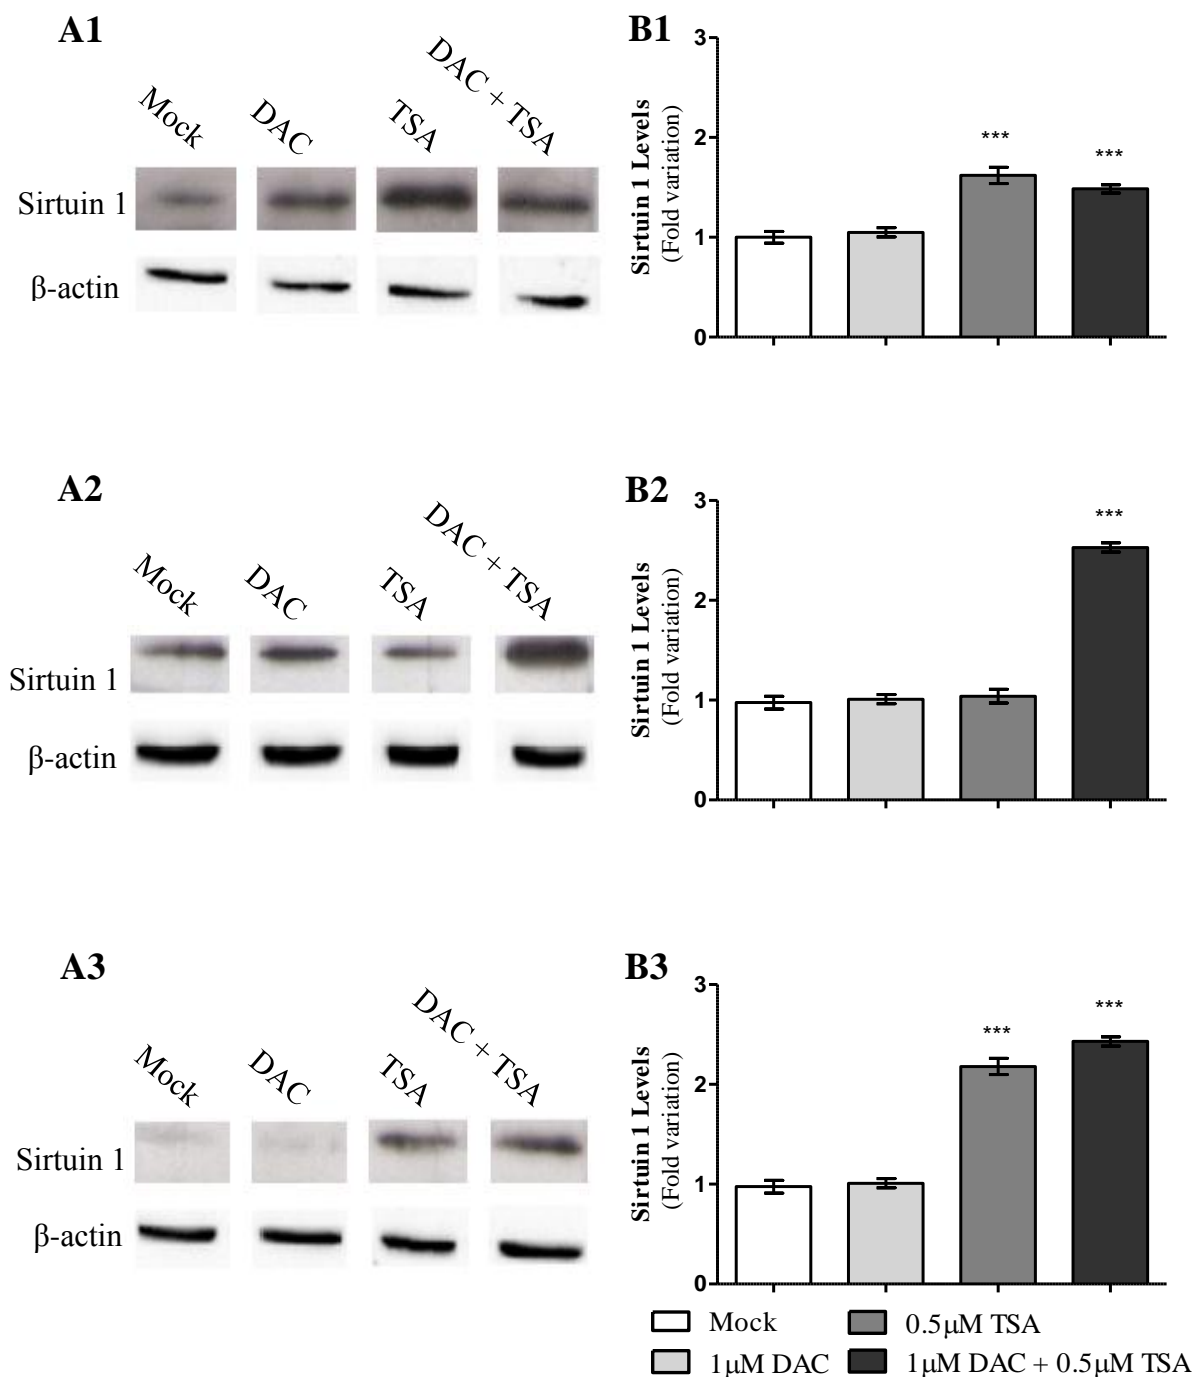 A1
Mock
DAC
TSA
DAC + TSA
Sirtuin 1
β-actin
B1
Sirtuin 1 Levels
(Fold variation)
3
2
1
0
***
***
A2
Mock
DAC
TSA
DAC + TSA
Sirtuin 1
β-actin
B2
Sirtuin 1 Levels
(Fold variation)
3
2
1
0
***
A3
Mock
DAC
TSA
DAC + TSA
Sirtuin 1
β-actin
B3
Sirtuin 1 Levels
(Fold variation)
3
2
1
0
***
***
Mock
0.5μM TSA
1μM DAC
1μM DAC + 0.5μM TSA